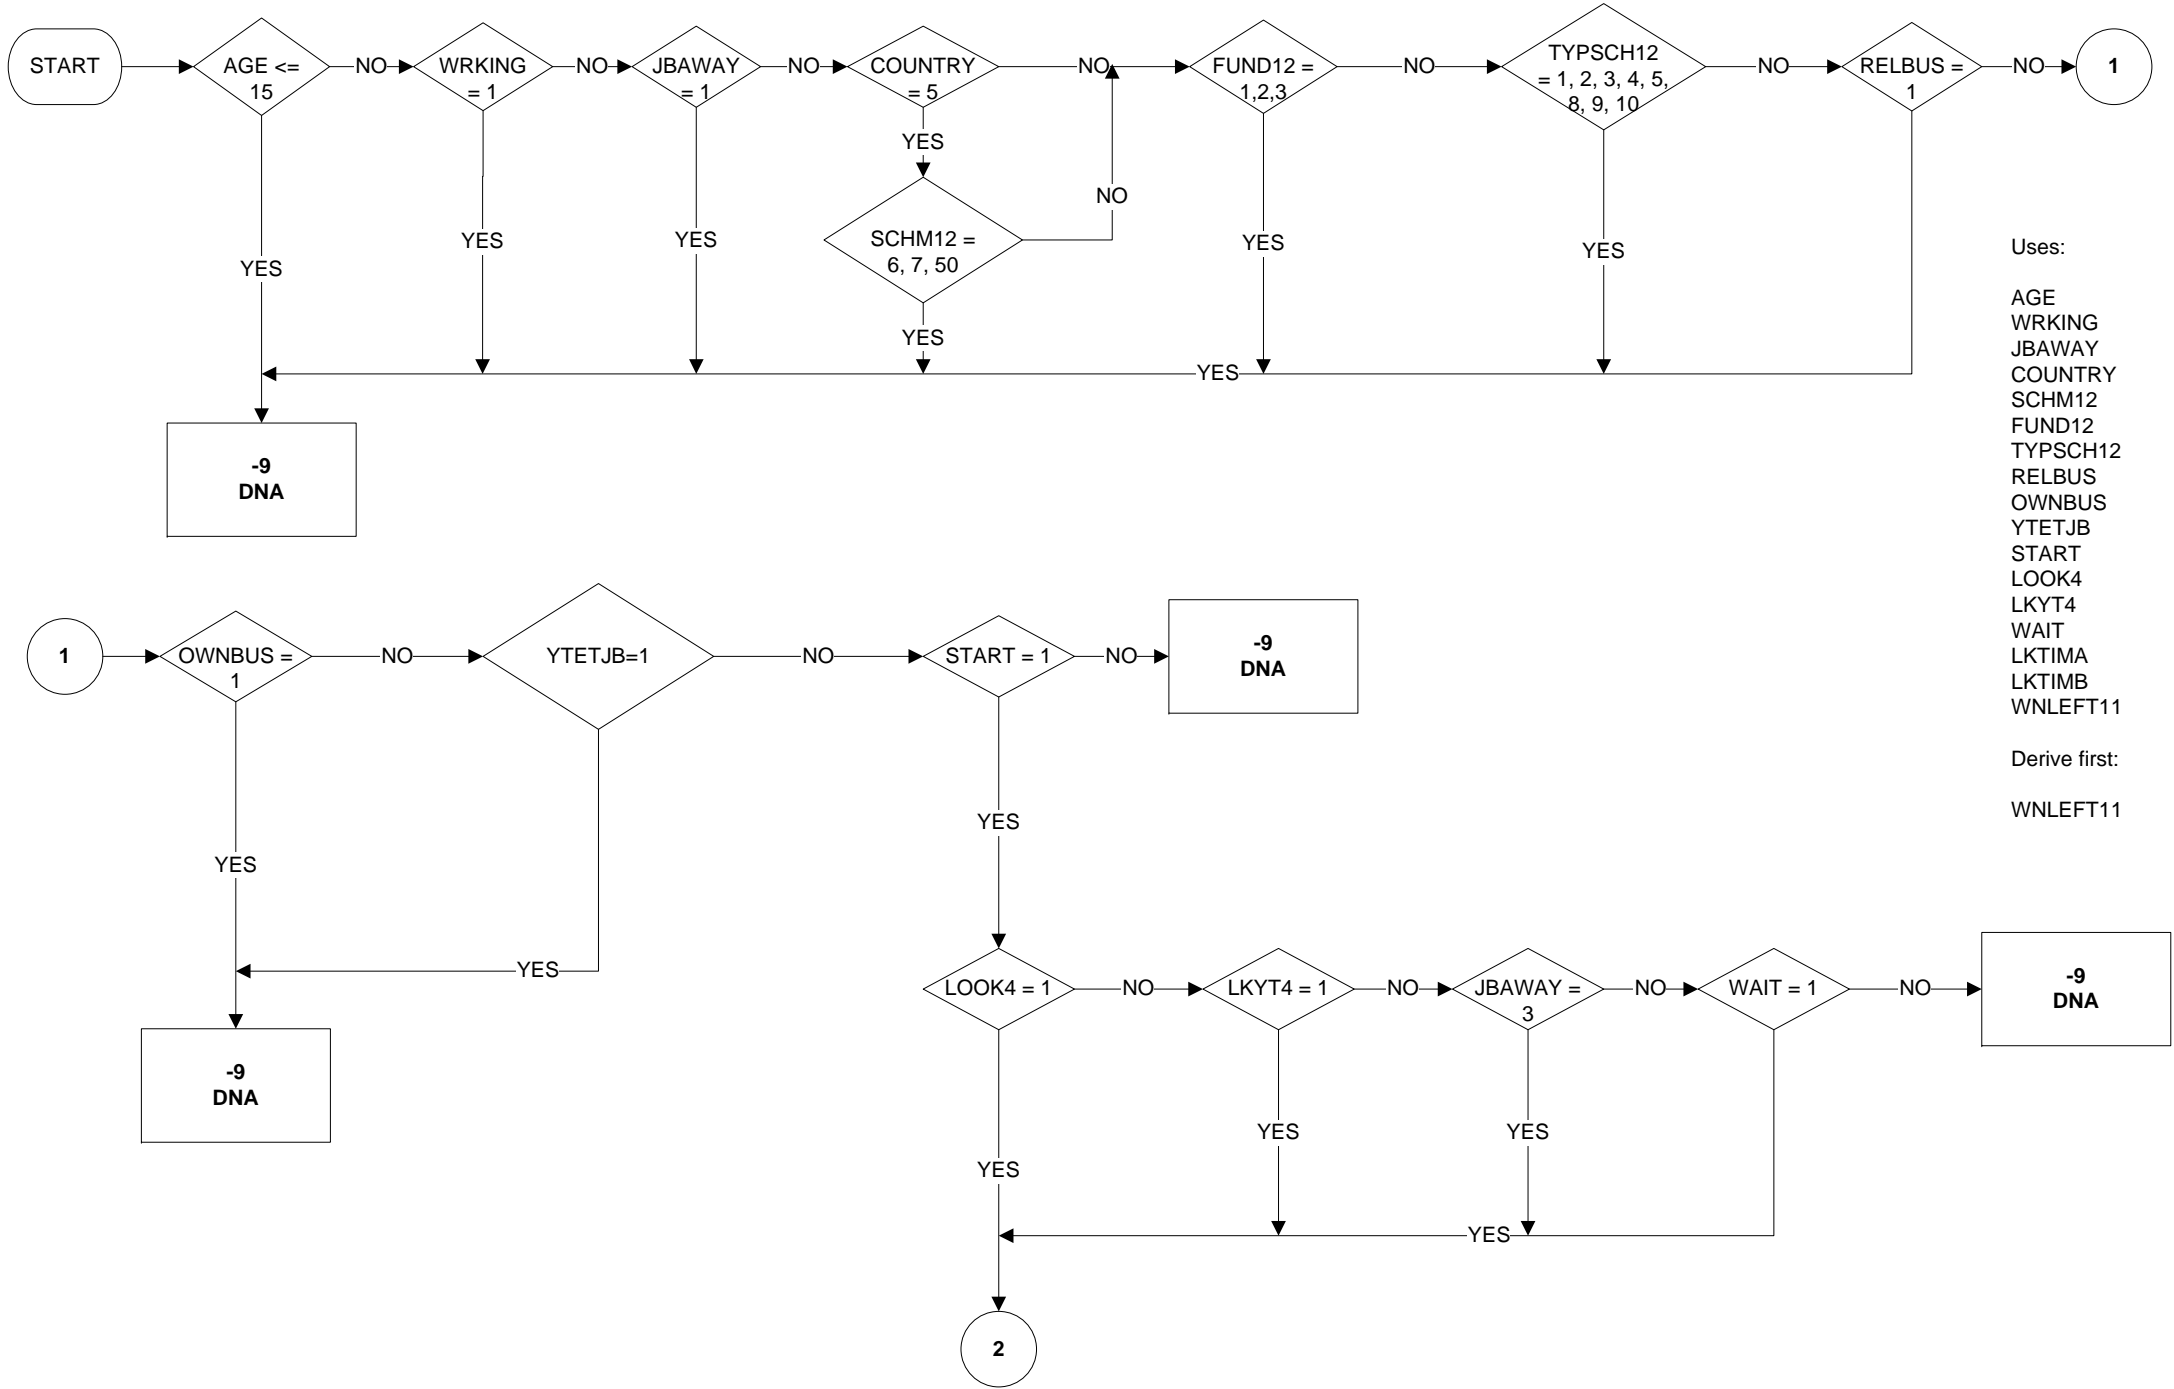 START
AGE <=
15
NO
WRKING
= 1
NO
JBAWAY
= 1
NO
COUNTRY
= 5
NO
FUND12 =
1,2,3
NO
TYPSCH12
= 1, 2, 3, 4, 5,
8, 9, 10
NO
RELBUS =
1
NO
1
YES
NO
SCHM12 =
6, 7, 50
YES
YES
YES
YES
YES
YES
YES
YES
-9
DNA
Uses:
AGE
WRKING
JBAWAY
COUNTRY
SCHM12
FUND12
TYPSCH12
RELBUS
OWNBUS
YTETJB
START
LOOK4
LKYT4
WAIT
LKTIMA
LKTIMB
WNLEFT11
Derive first:
WNLEFT11
1
OWNBUS =
1
NO
YTETJB=1
NO
START = 1
NO
-9
DNA
YES
YES
YES
-9
DNA
LOOK4 = 1
NO
LKYT4 = 1
NO
JBAWAY =
3
NO
WAIT = 1
NO
-9
DNA
YES
YES
YES
YES
2